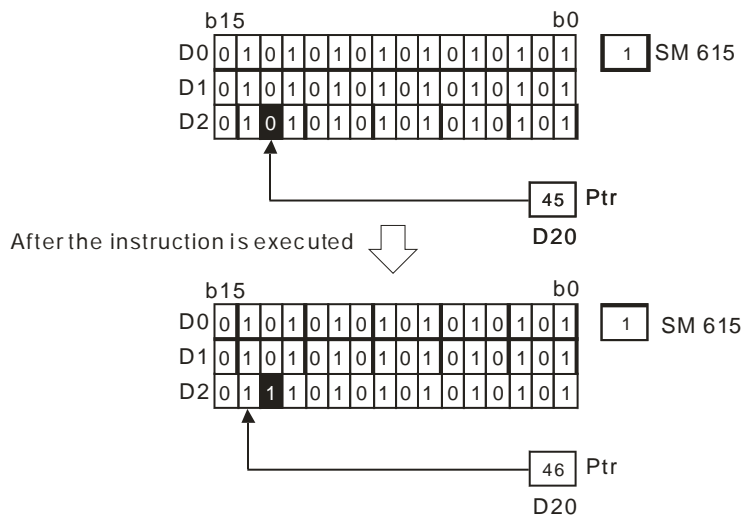 b15 b0
D0 0 1 0 1 0 1 0 1 0 1 0 1 0 1 0 1 1 SM 615
D1 0 1 0 1 0 1 0 1 0 1 0 1 0 1 0 1
D2 0 1 0 1 0 1 0 1 0 1 0 1 0 1 0 1
45 Ptr
D20
After the instruction is executed
b15 b0
D0 0 1 0 1 0 1 0 1 0 1 0 1 0 1 0 1 1 SM 615
D1 0 1 0 1 0 1 0 1 0 1 0 1 0 1 0 1
D2 0 1 1 1 0 1 0 1 0 1 0 1 0 1 0 1
46 Ptr
D20